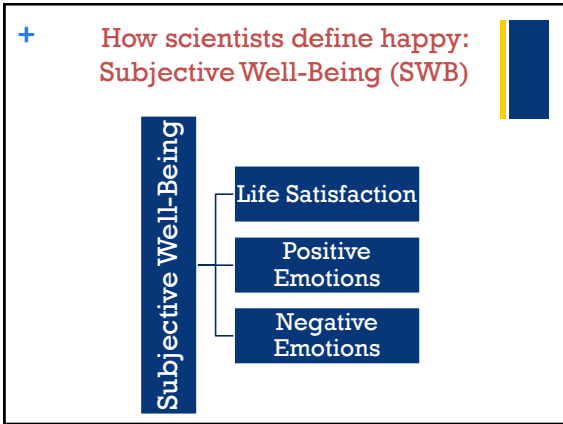 +
How scientists define happy:
Subjective Well-Being (SWB)
Subjective Well-Being
Life Satisfaction
Positive
Emotions
Negative
Emotions